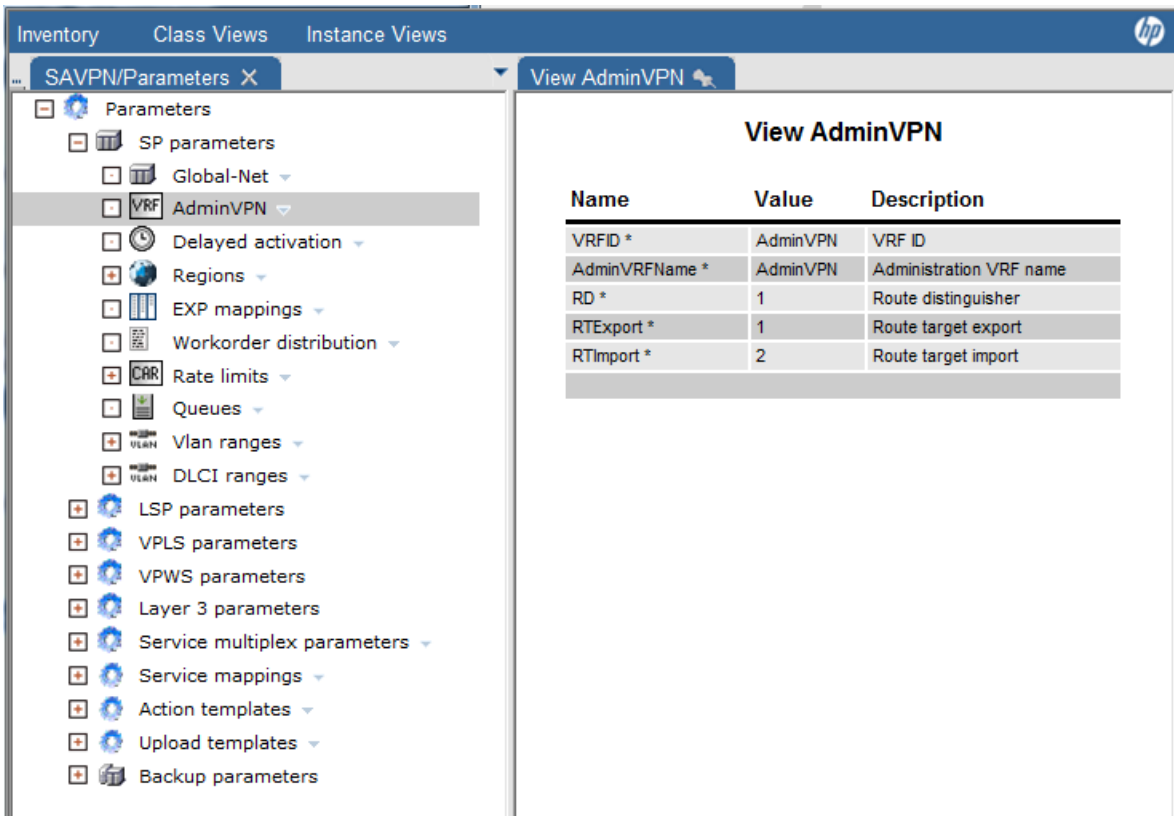 Inventory Class Views Instance Views hp
... SAVPN/Parameters X View AdminVPN
Parameters
SP parameters
Global-Net
VRF AdminVPN
Delayed activation
Regions
EXP mappings
Workorder distribution
CAR Rate limits
Queues
VLAN Vlan ranges
VLAN DLCI ranges
LSP parameters
VPLS parameters
VPWS parameters
Layer 3 parameters
Service multiplex parameters
Service mappings
Action templates
Upload templates
Backup parameters
View AdminVPN
Name Value Description
VRFID * AdminVPN VRF ID
AdminVRFName * AdminVPN Administration VRF name
RD * 1 Route distinguisher
RTExport * 1 Route target export
RTImport * 2 Route target import